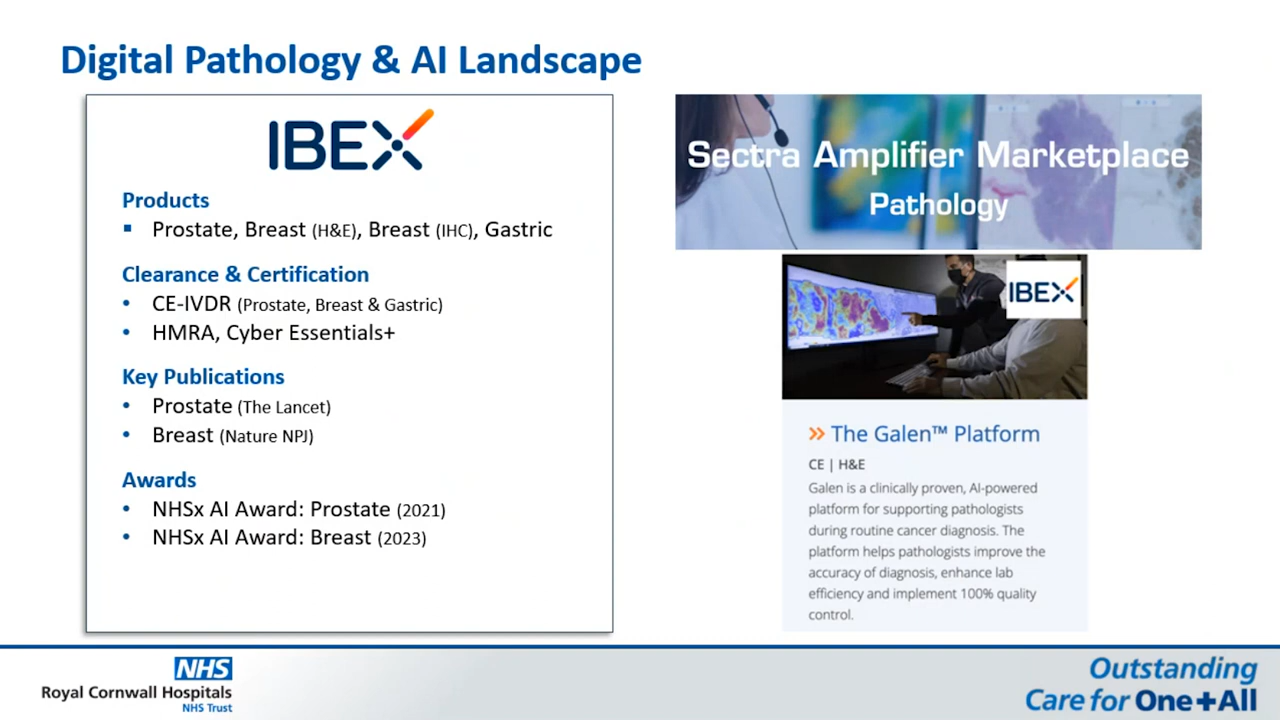 Digital Pathology & AI Landscape
IBEX
Products
Prostate, Breast (H&E), Breast (IHC), Gastric
Clearance & Certification
CE-IVDR (Prostate, Breast & Gastric)
HMRA, Cyber Essentials+
Key Publications
Prostate (The Lancet)
Breast (Nature NPJ)
Awards
NHSx AI Award: Prostate (2021)
NHSx AI Award: Breast (2023)
Sectra Amplifier Marketplace
Pathology
IBEX
The Galen™ Platform
CE | H&E
Galen is a clinically proven, AI-powered
platform for supporting pathologists
during routine cancer diagnosis. The
platform helps pathologists improve the
accuracy of diagnosis, enhance lab
efficiency and implement 100% quality
control.
NHS
Royal Cornwall Hospitals
NHS Trust
Outstanding
Care for One+All